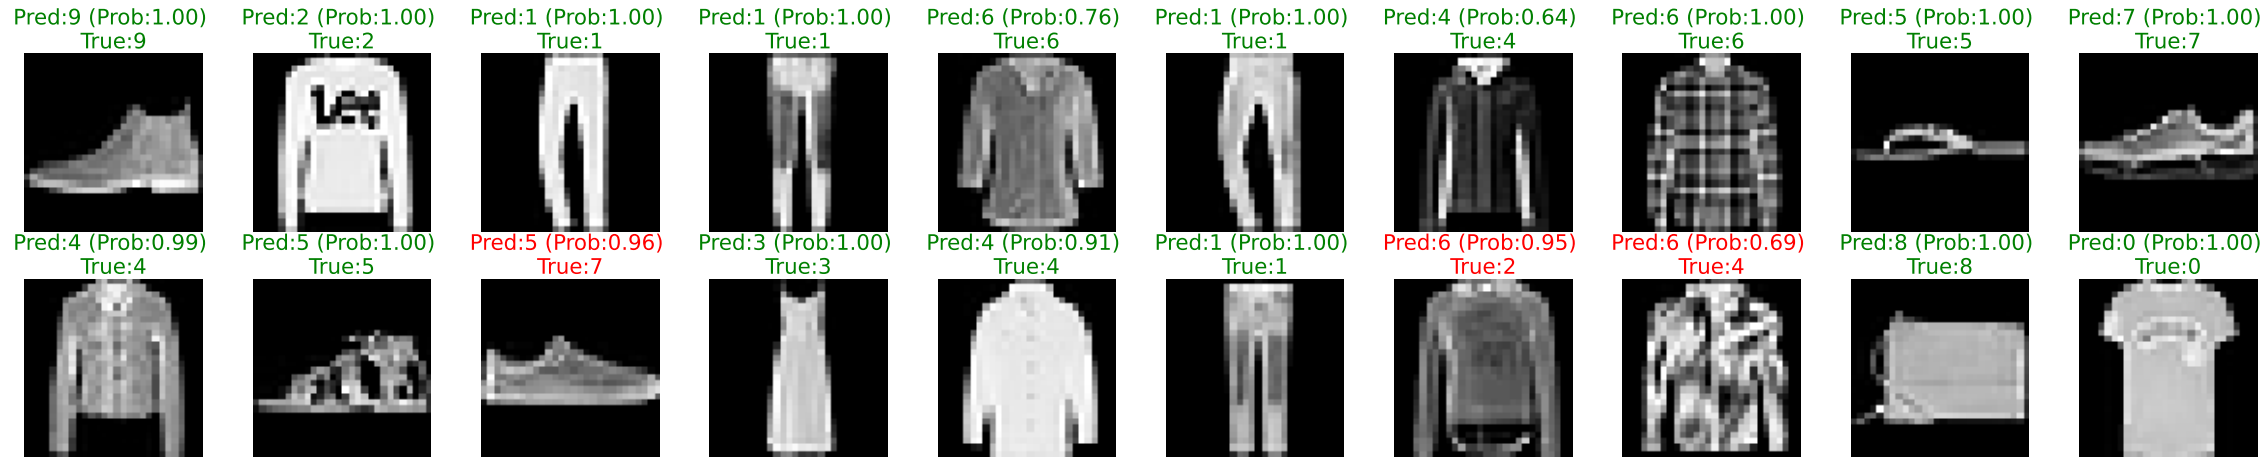 Pred:9 (Prob:1.00)
True:9
Pred:2 (Prob:1.00)
True:2
Pred:1 (Prob:1.00)
True:1
Pred:1 (Prob:1.00)
True:1
Pred:6 (Prob:0.76)
True:6
Pred:1 (Prob:1.00)
True:1
Pred:4 (Prob:0.64)
True:4
Pred:6 (Prob:1.00)
True:6
Pred:5 (Prob:1.00)
True:5
Pred:7 (Prob:1.00)
True:7
Lee
Pred:4 (Prob:0.99)
True:4
Pred:5 (Prob:1.00)
True:5
Pred:5 (Prob:0.96)
True:7
Pred:3 (Prob:1.00)
True:3
Pred:4 (Prob:0.91)
True:4
Pred:1 (Prob:1.00)
True:1
Pred:6 (Prob:0.95)
True:2
Pred:6 (Prob:0.69)
True:4
Pred:8 (Prob:1.00)
True:8
Pred:0 (Prob:1.00)
True:0